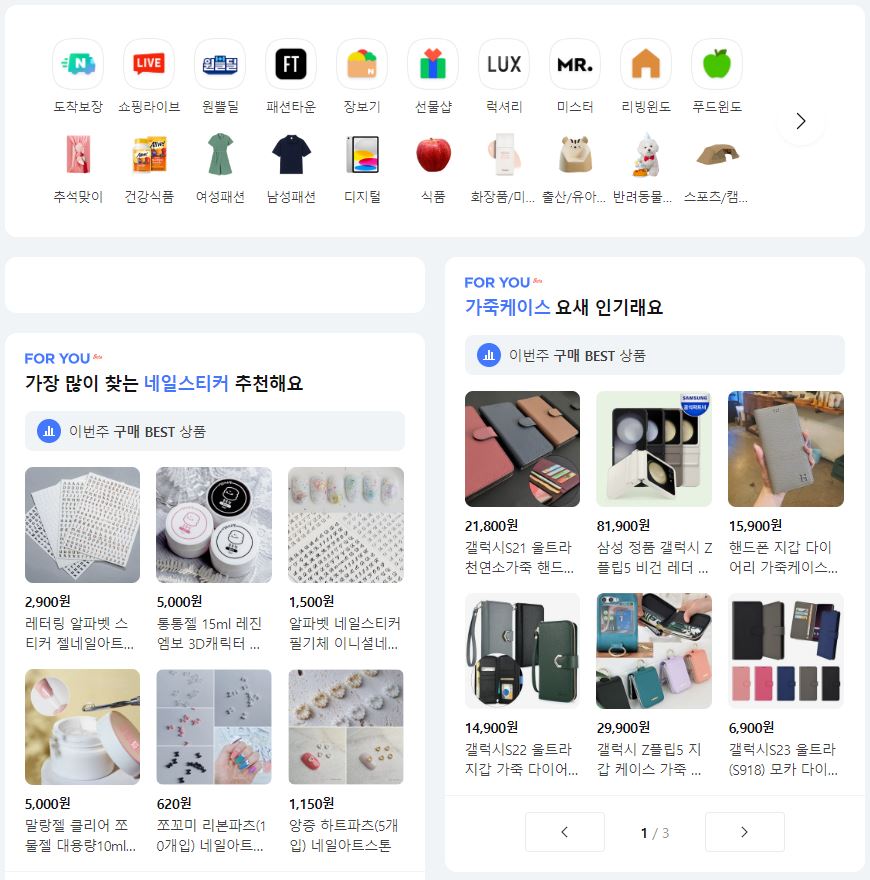 N
LIVE
원쁠딜
FT
N
LUX
MR.
도착보장
쇼핑라이브
원쁠딜
패션타운
장보기
선물샵
럭셔리
미스터
리빙윈도
푸드윈도
추석맞이
건강식품
여성패션
남성패션
디지털
식품
화장품/미...
출산/유아...
반려동물...
스포츠/캠...
FOR YOU Beta
가장 많이 찾는 네일스티커 추천해요
이번주 구매 BEST 상품
2,900원
레터링 알파벳 스
티커 젤네일아트...
5,000원
통통젤 15ml 레진
엠보 3D캐릭터 ...
1,500원
알파벳 네일스티커
필기체 이니셜네...
5,000원
말랑젤 클리어 쪼
물젤 대용량10ml...
620원
쪼꼬미 리본파츠(1
0개입) 네일아트...
1,150원
앙증 하트파츠(5개
입) 네일아트스톤
FOR YOU Beta
가죽케이스 요새 인기래요
이번주 구매 BEST 상품
SAMSUNG
공식파트너
21,800원
갤럭시S21 울트라
천연소가죽 핸드...
81,900원
삼성 정품 갤럭시 Z
플립5 비건 레더 ...
15,900원
핸드폰 지갑 다이
어리 가죽케이스...
14,900원
갤럭시S22 울트라
지갑 가죽 다이어...
29,900원
갤럭시 Z플립5 지
갑 케이스 가죽 ...
6,900원
갤럭시S23 울트라
(S918) 모카 다이...
1 / 3